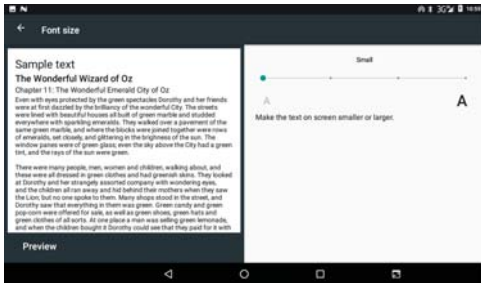 3G 10:59
Font size
Sample text
The Wonderful Wizard of Oz
Chapter 11: The Wonderful Emerald City of Oz
Even with eyes protected by the green spectacles Dorothy and her friends
were at first dazzled by the brilliancy of the wonderful City. The streets
were lined with beautiful houses all built of green marble and studded
everywhere with sparkling emeralds. They walked over a pavement of the
same green marble, and where the blocks were joined together were rows
of emeralds, set closely, and glittering in the brightness of the sun. The
window panes were of green glass; even the sky above the City had a green
tint, and the rays of the sun were green.
There were many people, men, women and children, walking about, and
these were all dressed in green clothes and had greenish skins. They looked
at Dorothy and her strangely assorted company with wondering eyes,
and the children all ran away and hid behind their mothers when they saw
the Lion; but no one spoke to them. Many shops stood in the street, and
Dorothy saw that everything in them was green. Green candy and green
pop-corn were offered for sale, as well as green shoes, green hats and
green clothes of all sorts. At one place a man was selling green lemonade,
and when the children bought it Dorothy could see that they paid for it with
Preview
Small
A A
Make the text on screen smaller or larger.